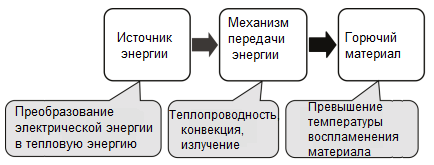 Источник
энергии
Механизм
передачи
энергии
Горючий
материал
Преобразование
электрической энергии
в тепловую энергию
Теплопроводность,
конвекция,
излучение
Превышение
температуры
воспламенения
материала